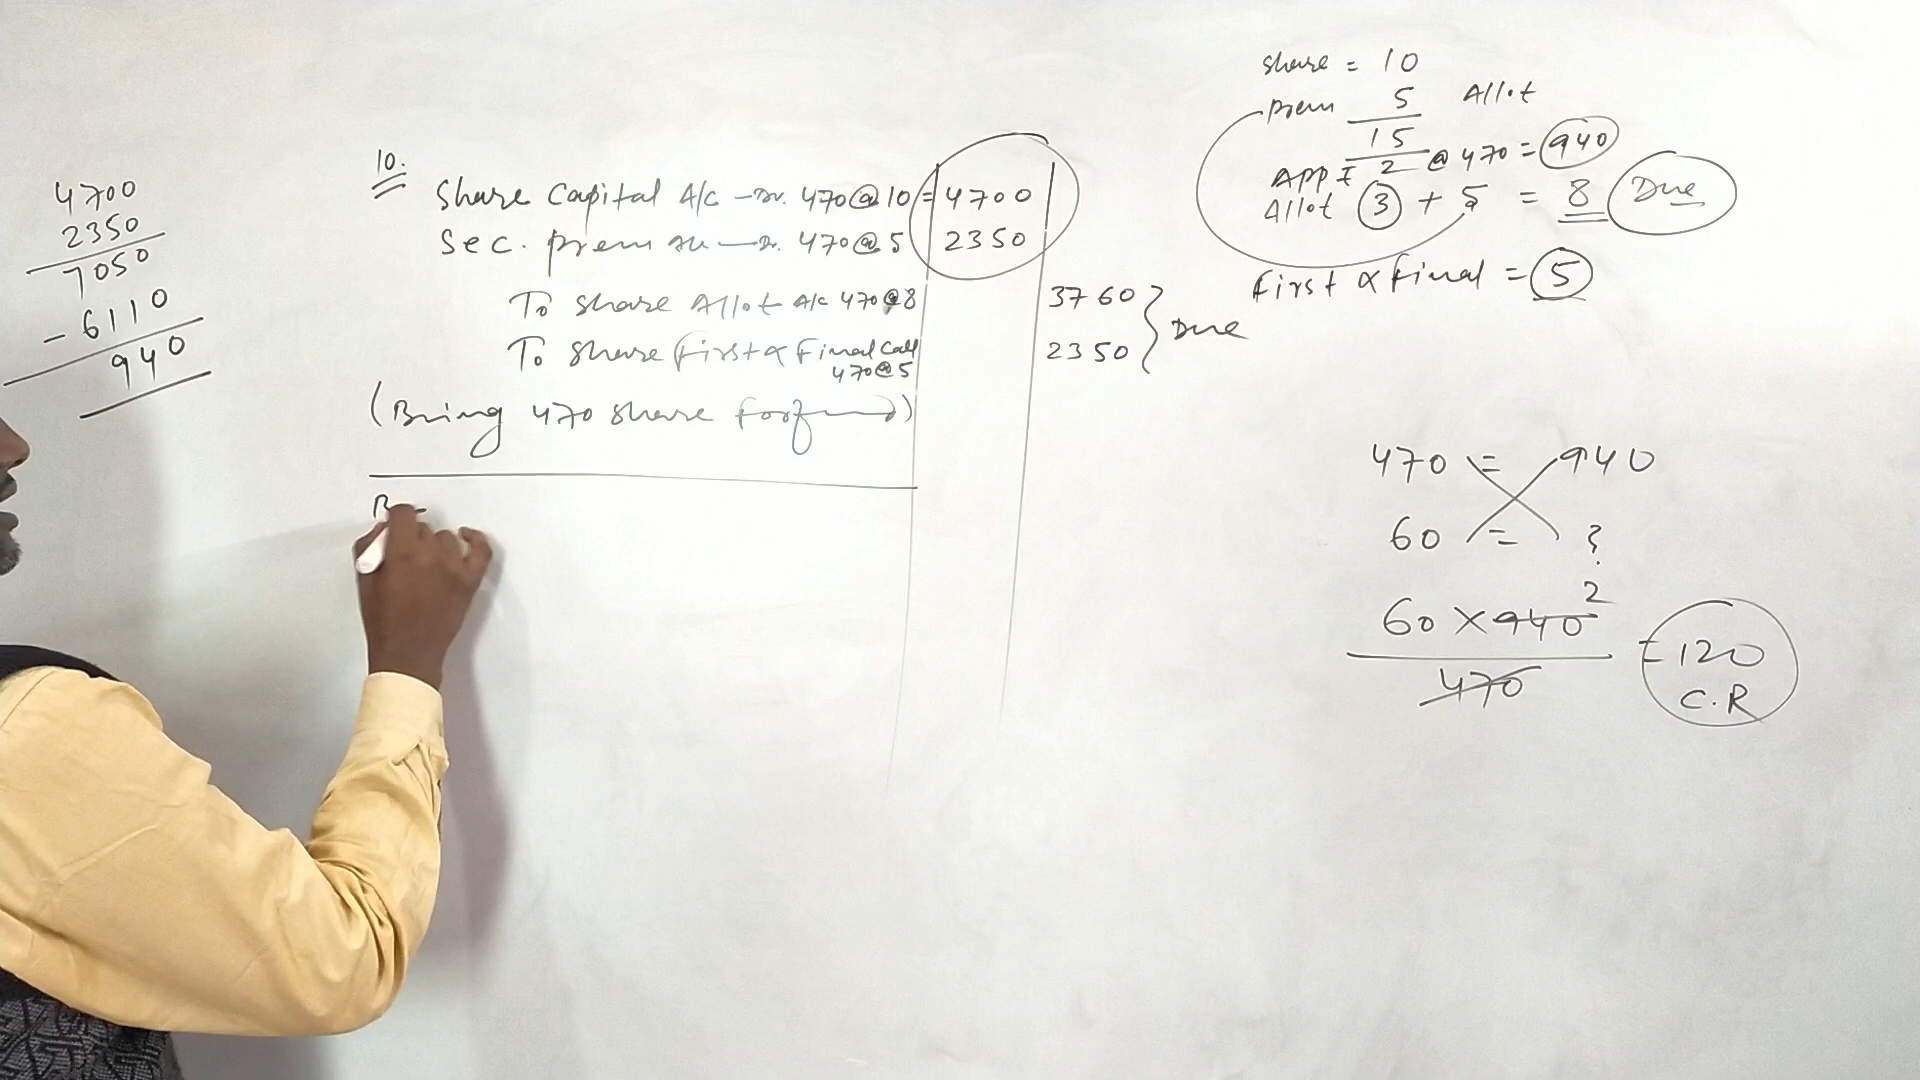 4700
2350
7050
- 6110
940
10.
Share Capital A/c - Dr. 470@10 = 4700
Sec. prem — Dr. 470@5 2350
To share Allot A/c 470@8 3760
To share First & Final Call 2350
470@5
Due
(Being 470 share
share = 10
prem 5 Allot
15
APP 2 @ 470 = 940
Allot 3 + 5 = 8 Due
First & Final = 5
470 = 940
60 = ?
2
60 × 940
= 120
470
C.R